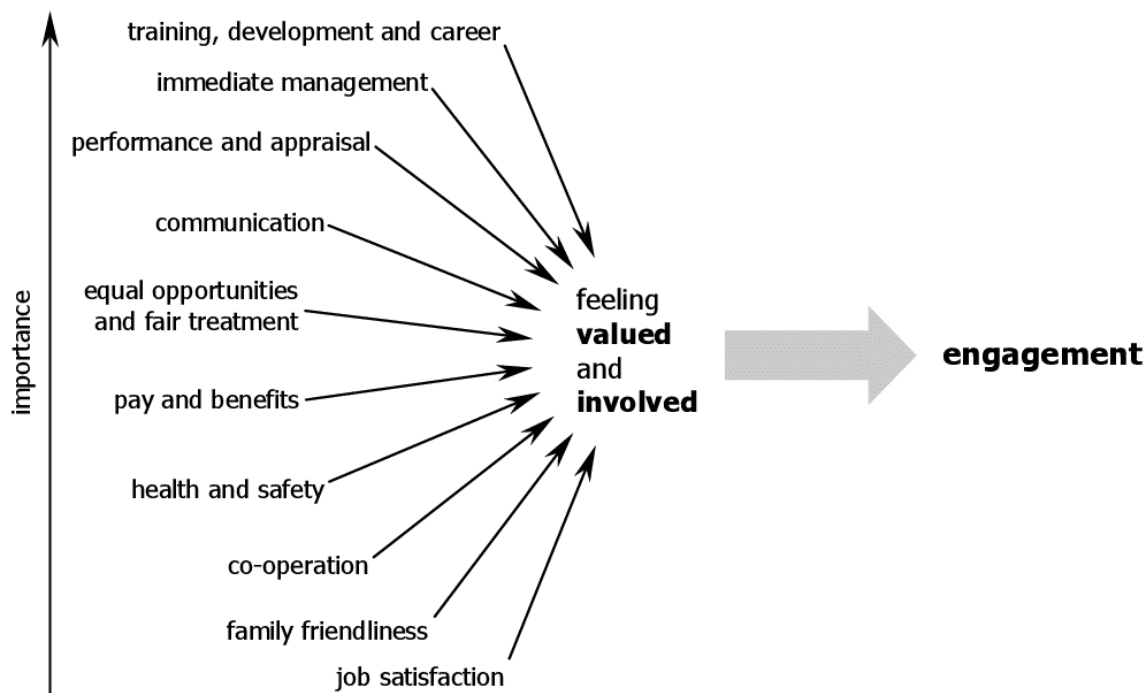 training, development and career
immediate management
performance and appraisal
communication
equal opportunities
and fair treatment
pay and benefits
health and safety
co-operation
family friendliness
job satisfaction
importance
feeling
valued
and
involved
engagement